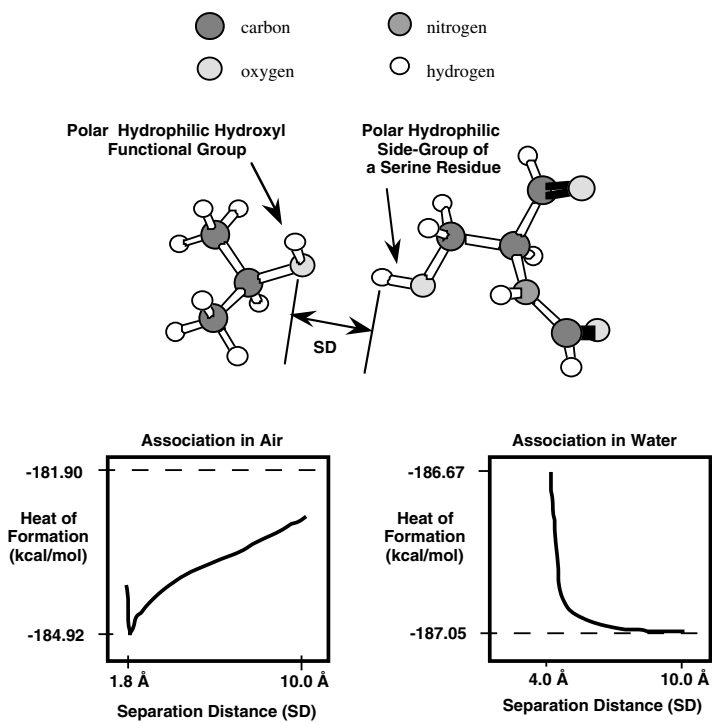 carbon
nitrogen
oxygen
hydrogen
Polar Hydrophilic Hydroxyl
Functional Group
Polar Hydrophilic
Side-Group of
a Serine Residue
SD
Association in Air
-181.90
Heat of
Formation
(kcal/mol)
-184.92
1.8 Å
10.0 Å
Separation Distance (SD)
Association in Water
-186.67
Heat of
Formation
(kcal/mol)
-187.05
4.0 Å
10.0 Å
Separation Distance (SD)